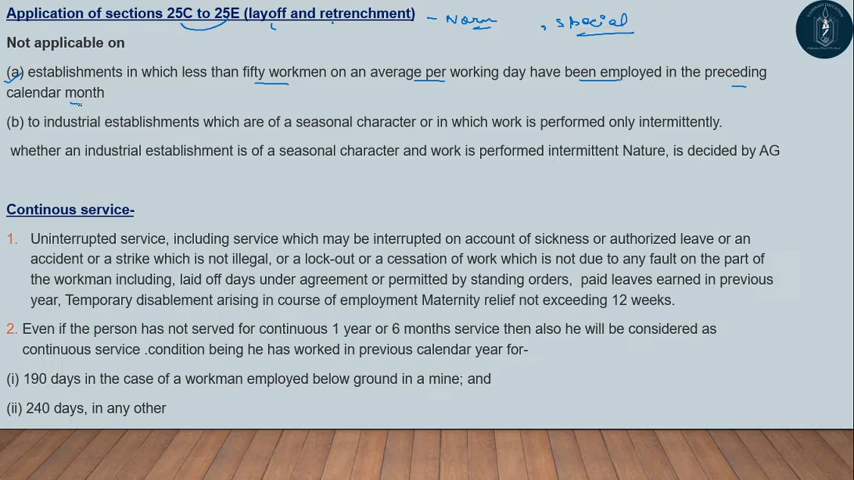 Application of sections 25C to 25E (layoff and retrenchment) - Norm , special
Not applicable on
(a) establishments in which less than fifty workmen on an average per working day have been employed in the preceding
calendar month
(b) to industrial establishments which are of a seasonal character or in which work is performed only intermittently.
whether an industrial establishment is of a seasonal character and work is performed intermittent Nature, is decided by AG
Continous service-
1. Uninterrupted service, including service which may be interrupted on account of sickness or authorized leave or an
accident or a strike which is not illegal, or a lock-out or a cessation of work which is not due to any fault on the part of
the workman including, laid off days under agreement or permitted by standing orders, paid leaves earned in previous
year, Temporary disablement arising in course of employment Maternity relief not exceeding 12 weeks.
2. Even if the person has not served for continuous 1 year or 6 months service then also he will be considered as
continuous service .condition being he has worked in previous calendar year for-
(i) 190 days in the case of a workman employed below ground in a mine; and
(ii) 240 days, in any other